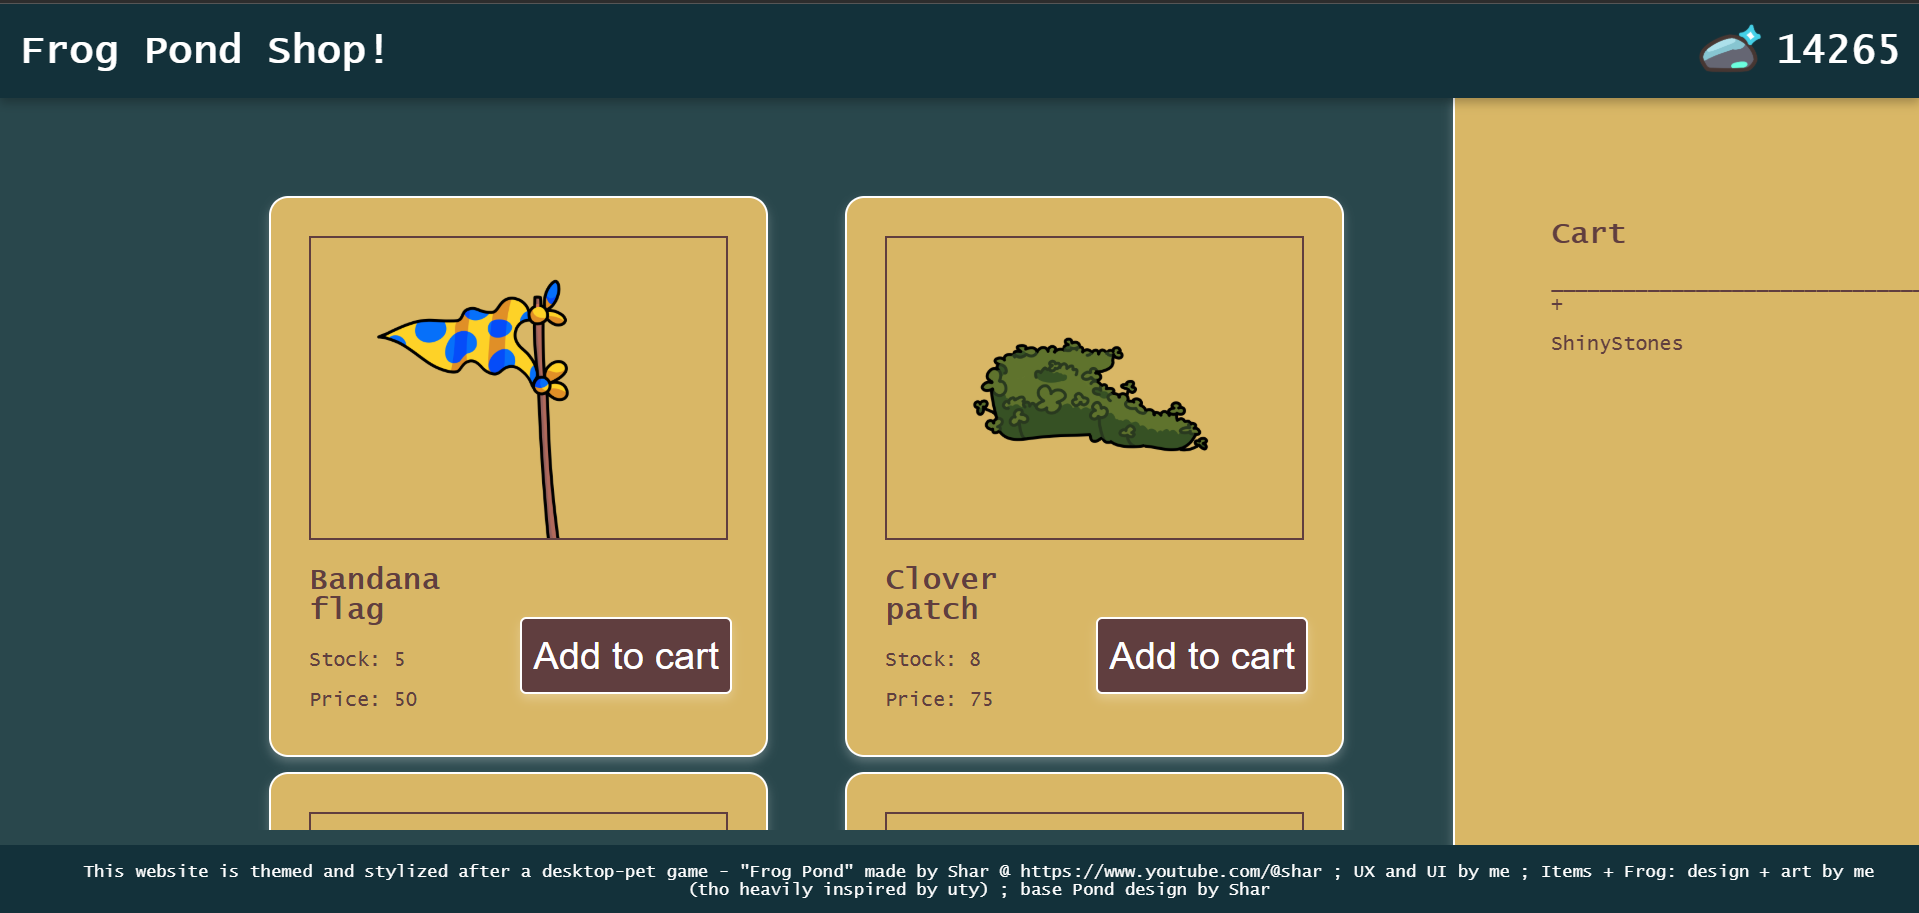 Frog Pond Shop!
14265
Bandana
flag
Stock: 5
Price: 50
Add to cart
Clover
patch
Stock: 8
Price: 75
Add to cart
Cart
_______________________________
+
ShinyStones
This website is themed and stylized after a desktop-pet game - "Frog Pond" made by Shar @ https://www.youtube.com/@shar ; UX and UI by me ; Items + Frog: design + art by me
(tho heavily inspired by uty) ; base Pond design by Shar